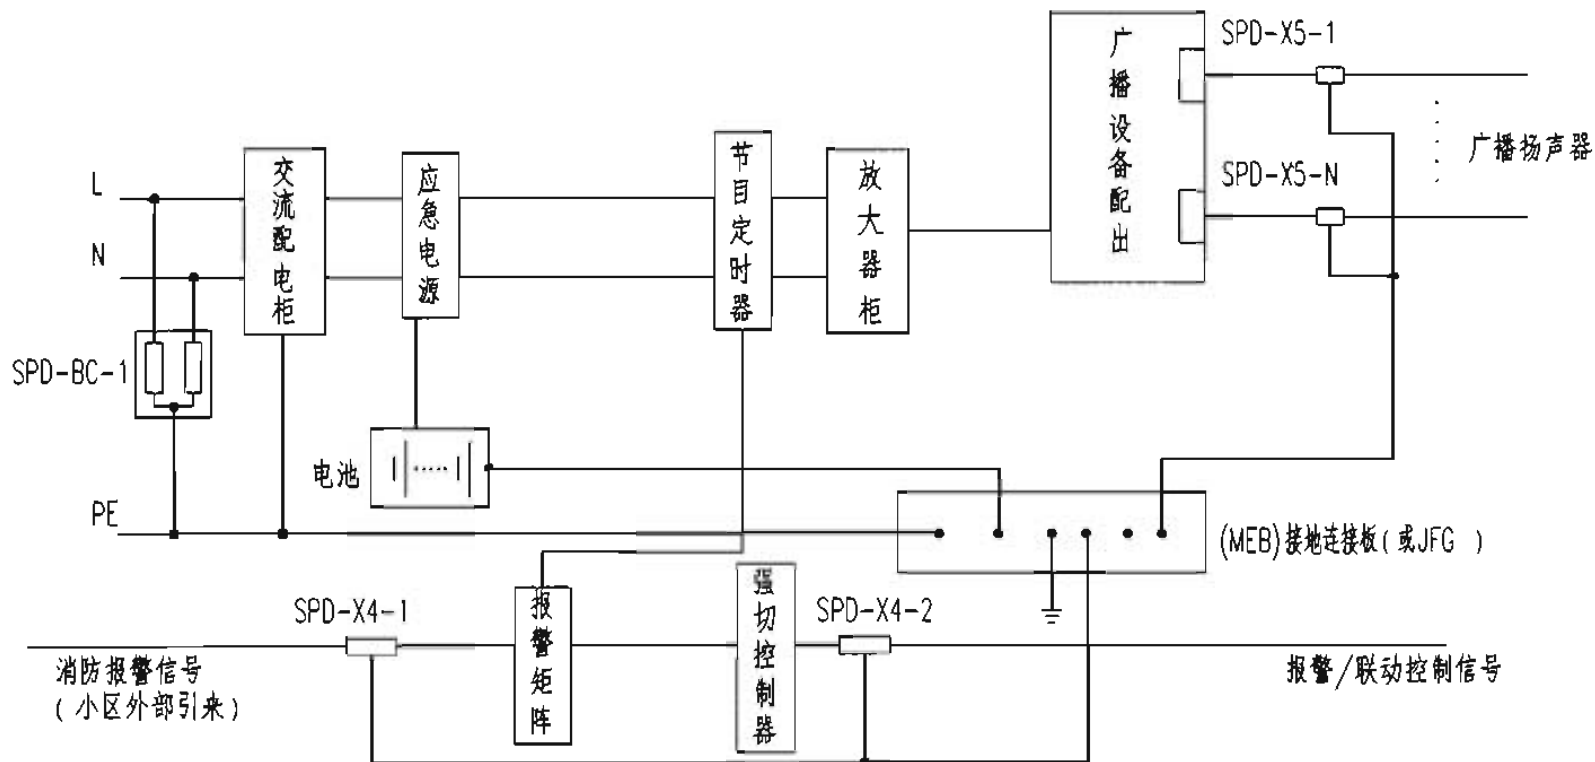 SPD-X5-1
广播设备配出
广播扬声器
SPD-X5-N
L
N
交流配电柜
应急电源
节目定时器
放大器柜
SPD-BC-1
电池
PE
(MEB)接地连接板(或JFG )
SPD-X4-1
报警矩阵
强切控制器
SPD-X4-2
消防报警信号
(小区外部引来)
报警/联动控制信号